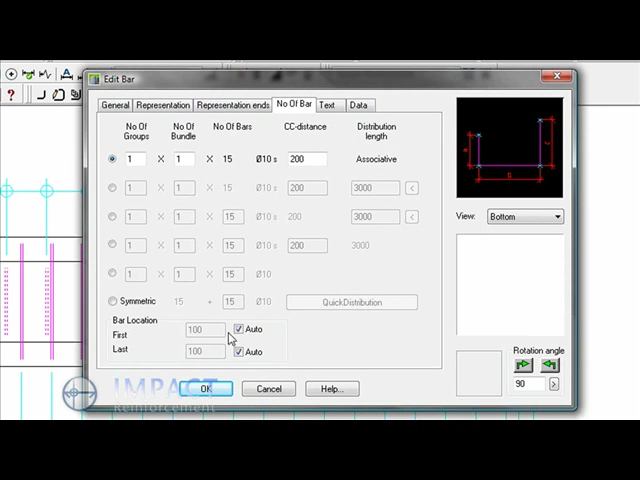 Edit Bar
General Representation Representation ends No Of Bar Text Data
No Of Groups No Of Bundle No Of Bars CC-distance Distribution length
1 X 1 X 15 Ø10 s 200 Associative
1 X 1 X 15 Ø10 s 200 3000 <
1 X 1 X 15 Ø10 s 200 3000 <
1 X 1 X 15 Ø10 s 200 3000
1 X 1 X 15 Ø10
Symmetric 15 + 15 Ø10 QuickDistribution
Bar Location
First 100 Auto
Last 100 Auto
View: Bottom
Rotation angle
90 >
OK Cancel Help...
IMPACT
Reinforcement